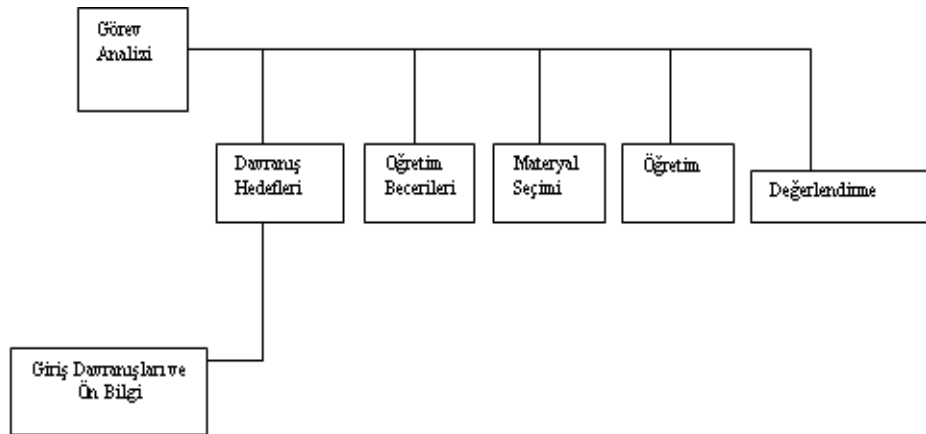 Görev
Analizi
Davranış
Hedefleri
Öğretim
Becerileri
Materyal
Seçimi
Öğretim
Değerlendirme
Giriş Davranışları ve
Ön Bilgi